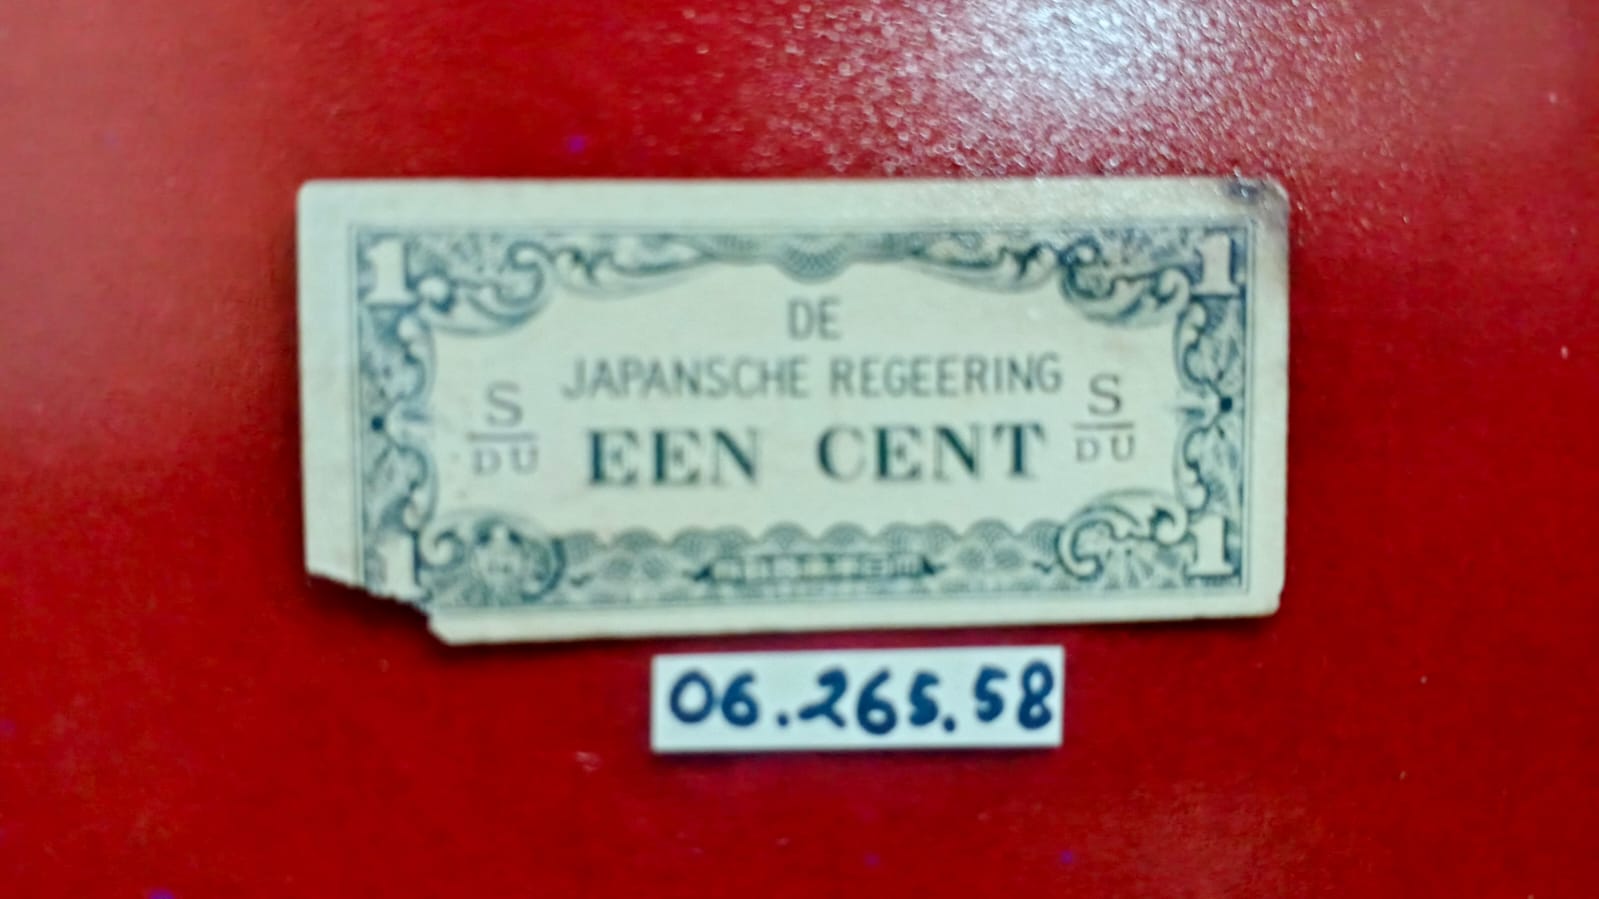 1 1
DE
JAPANSCHE REGEERING
S S
DU DU
EEN CENT
1 1
06.265.58